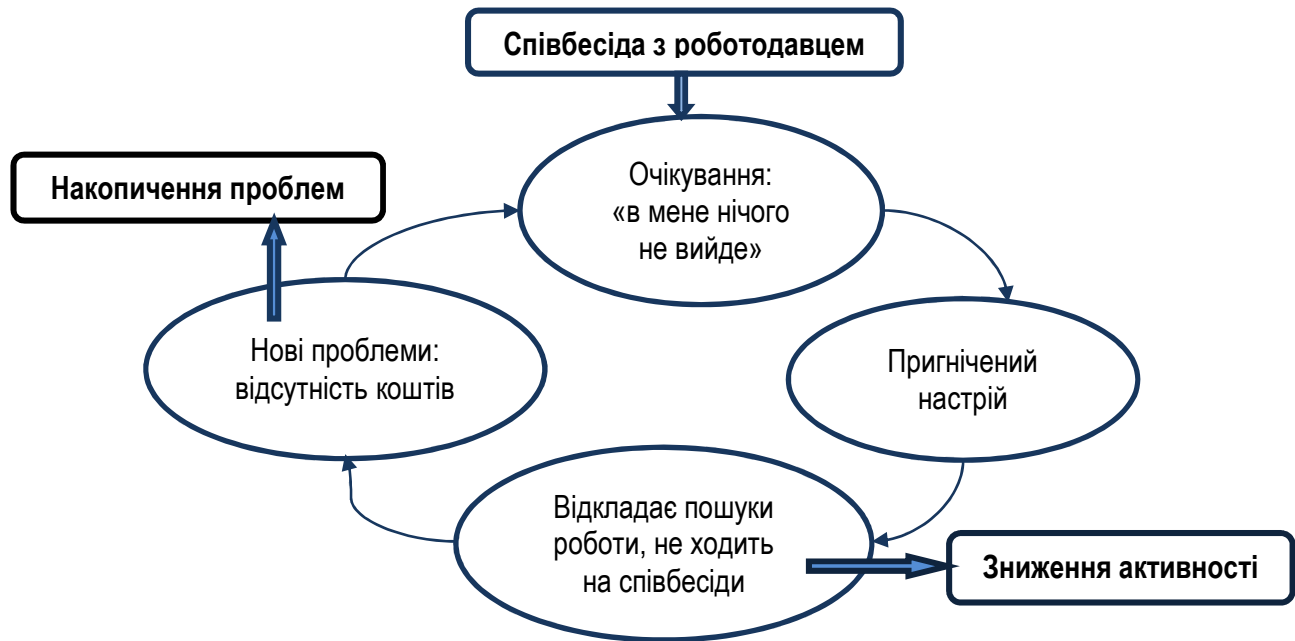 Співбесіда з роботодавцем
Очікування:
«в мене нічого
не вийде»
Накопичення проблем
Нові проблеми:
відсутність коштів
Пригнічений
настрій
Відкладає пошуки
роботи, не ходить
на співбесіди
Зниження активності